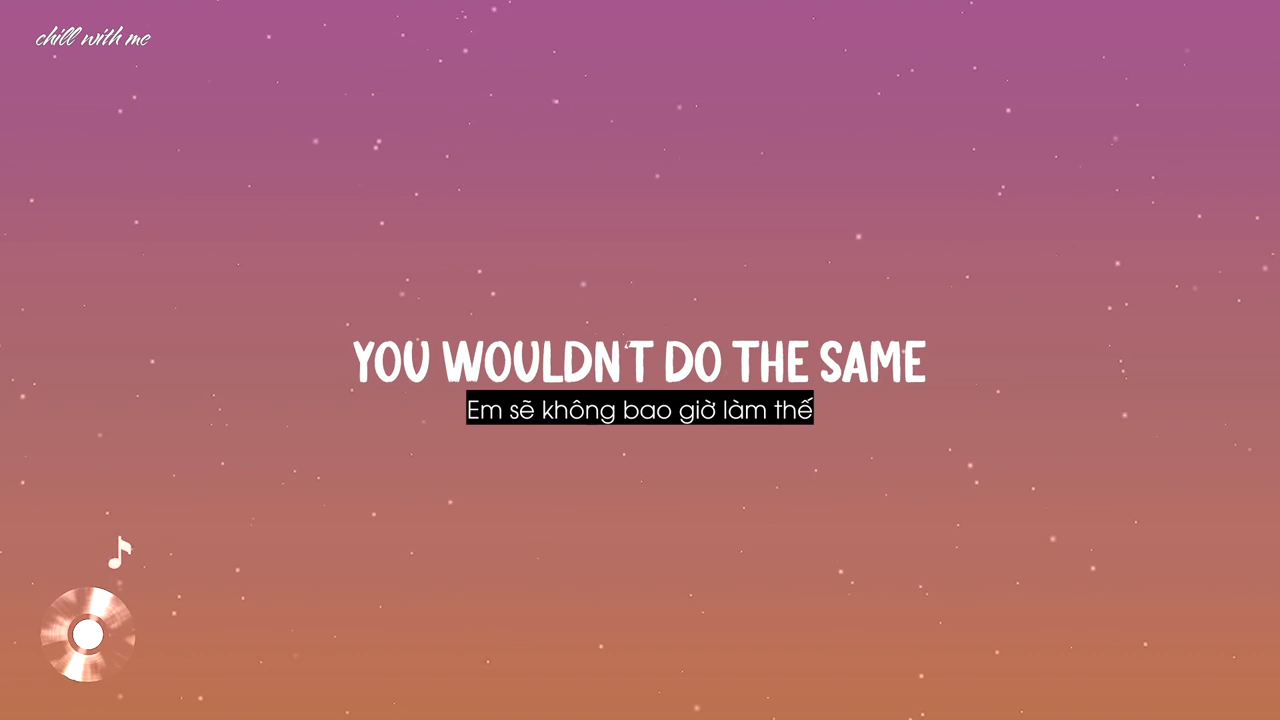 chill with me
YOU WOULDN'T DO THE SAME
Em sẽ không bao giờ làm thế